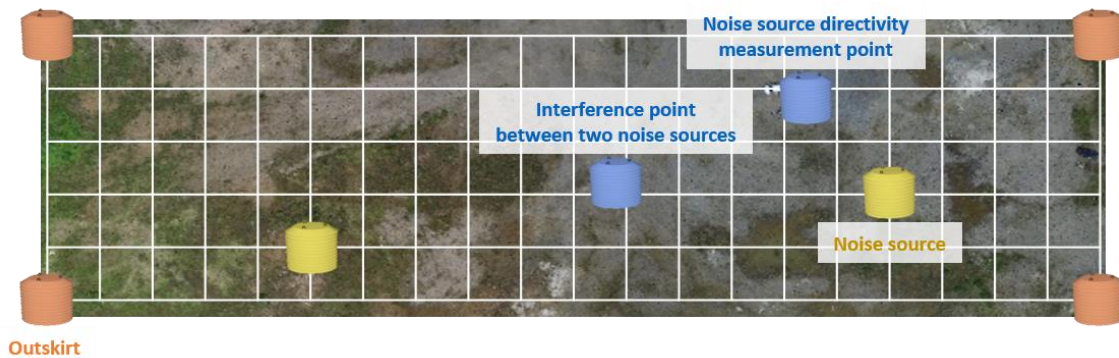 Noise source directivity
measurement point
Interference point
between two noise sources
Noise source
Outskirt